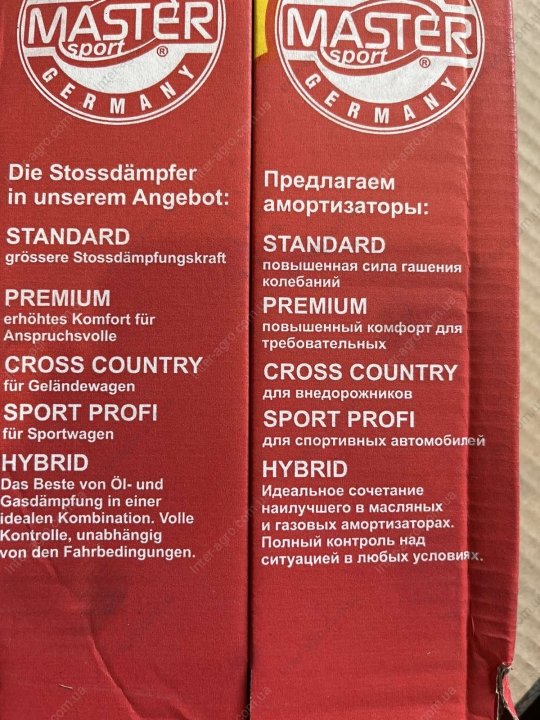 MASTER
sport ®
GERMANY
Die Stossdämpfer
in unserem Angebot:
STANDARD
grössere Stossdämpfungskraft
PREMIUM
erhöhtes Komfort für
Anspruchsvolle
CROSS COUNTRY
für Geländewagen
SPORT PROFI
für Sportwagen
HYBRID
Das Beste von Öl- und
Gasdämpfung in einer
idealen Kombination. Volle
Kontrolle, unabhängig
von den Fahrbedingungen.
MASTER
sport ®
GERMANY
Предлагаем
амортизаторы:
STANDARD
повышенная сила гашения
колебаний
PREMIUM
повышенный комфорт для
требовательных
CROSS COUNTRY
для внедорожников
SPORT PROFI
для спортивных автомобилей
HYBRID
Идеальное сочетание
наилучшего в масляных
и газовых амортизаторах.
Полный контроль над
ситуацией в любых условиях.
inter-agro.com.ua